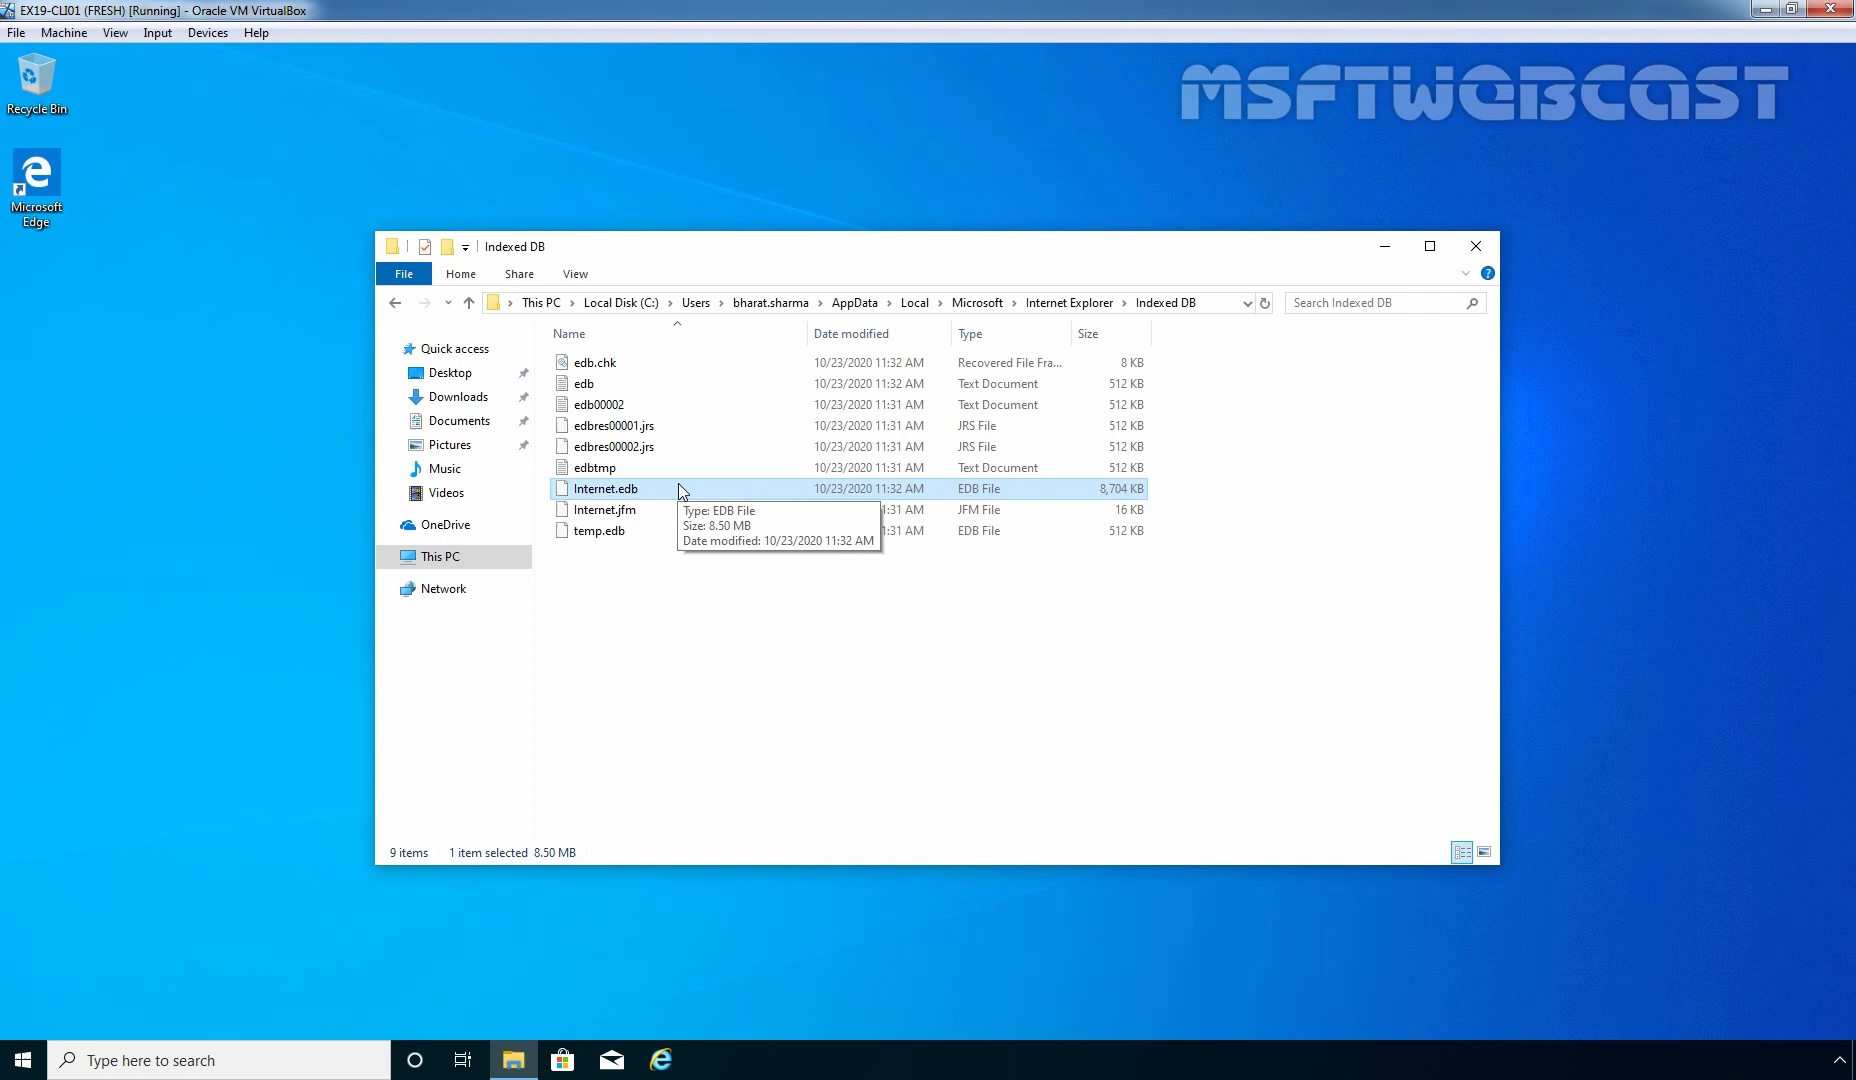 EX19-CLI01 (FRESH) [Running] - Oracle VM VirtualBox
File Machine View Input Devices Help
MSFTWEBCAST
Recycle Bin
Microsoft
Edge
Indexed DB
File Home Share View
This PC Local Disk (C:) Users bharat.sharma AppData Local Microsoft Internet Explorer Indexed DB
Search Indexed DB
Name Date modified Type Size
Quick access
Desktop
Downloads
Documents
Pictures
Music
Videos
OneDrive
This PC
Network
edb.chk 10/23/2020 11:32 AM Recovered File Fra... 8 KB
edb 10/23/2020 11:32 AM Text Document 512 KB
edb00002 10/23/2020 11:31 AM Text Document 512 KB
edbres00001.jrs 10/23/2020 11:31 AM JRS File 512 KB
edbres00002.jrs 10/23/2020 11:31 AM JRS File 512 KB
edbtmp 10/23/2020 11:31 AM Text Document 512 KB
Internet.edb 10/23/2020 11:32 AM EDB File 8,704 KB
Internet.jfm :31 AM JFM File 16 KB
temp.edb :31 AM EDB File 512 KB
Type: EDB File
Size: 8.50 MB
Date modified: 10/23/2020 11:32 AM
9 items 1 item selected 8.50 MB
Type here to search